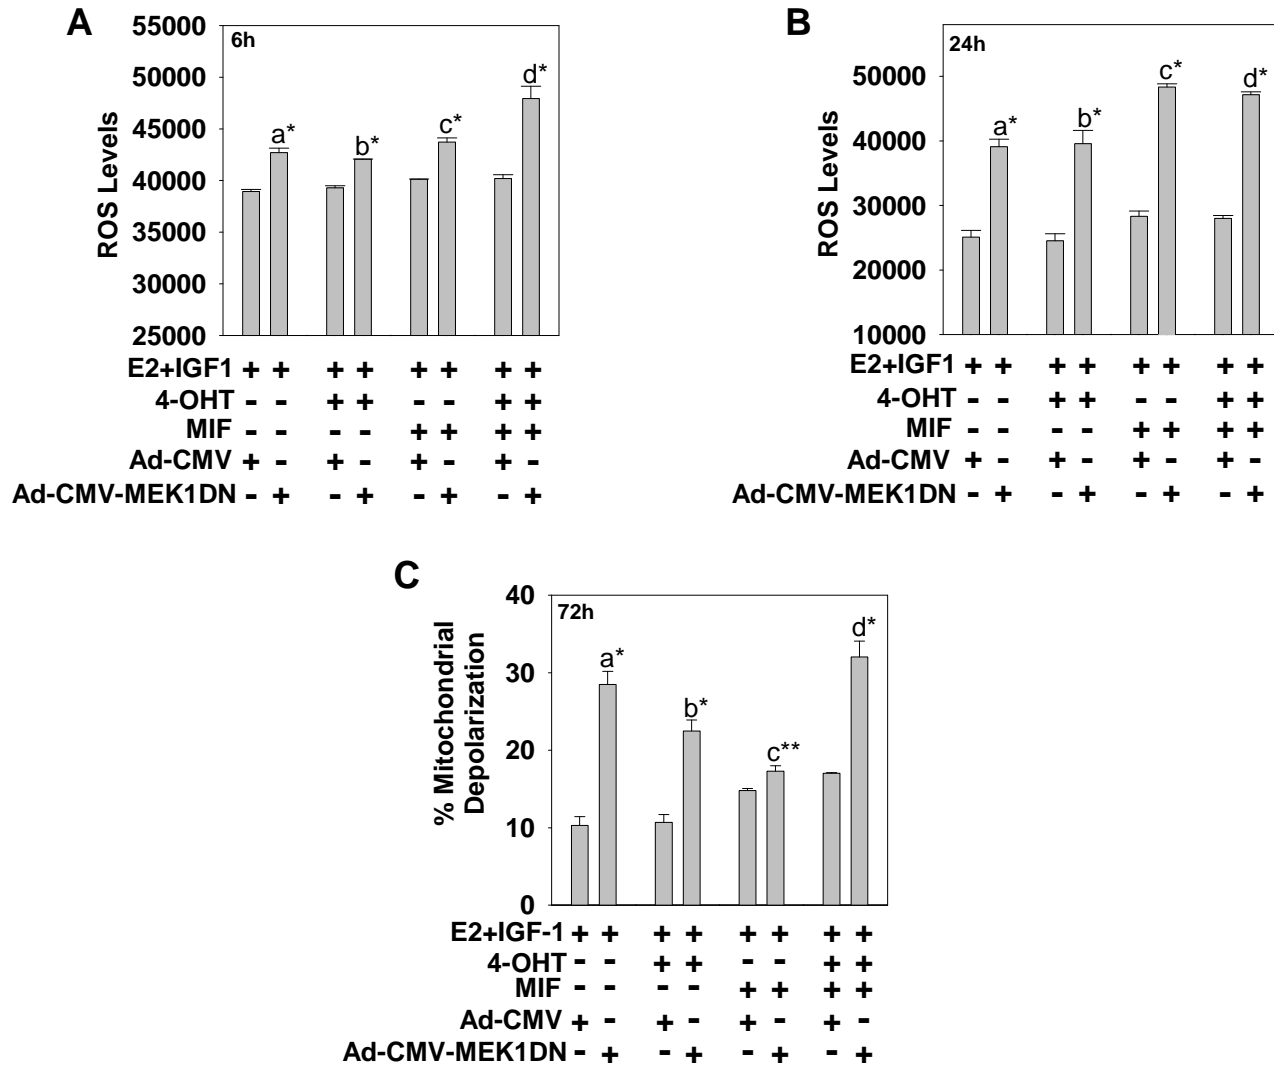 A
55000
50000
45000
40000
35000
30000
25000
ROS Levels
6h
a*
b*
c*
d*
E2+IGF1 + + + + + + + +
4-OHT - - + + - - + +
MIF - - - - + + + +
Ad-CMV + - + - + - + -
Ad-CMV-MEK1DN - + - + - + - +
B
50000
40000
30000
20000
10000
ROS Levels
24h
a*
b*
c*
d*
E2+IGF1 + + + + + + + +
4-OHT - - + + - - + +
MIF - - - - + + + +
Ad-CMV + - + - + - + -
Ad-CMV-MEK1DN - + - + - + - +
C
40
30
20
10
0
% Mitochondrial
Depolarization
72h
a*
b*
c**
d*
E2+IGF-1 + + + + + + + +
4-OHT - - + + - - + +
MIF - - - - + + + +
Ad-CMV + - + - + - + -
Ad-CMV-MEK1DN - + - + - + - +